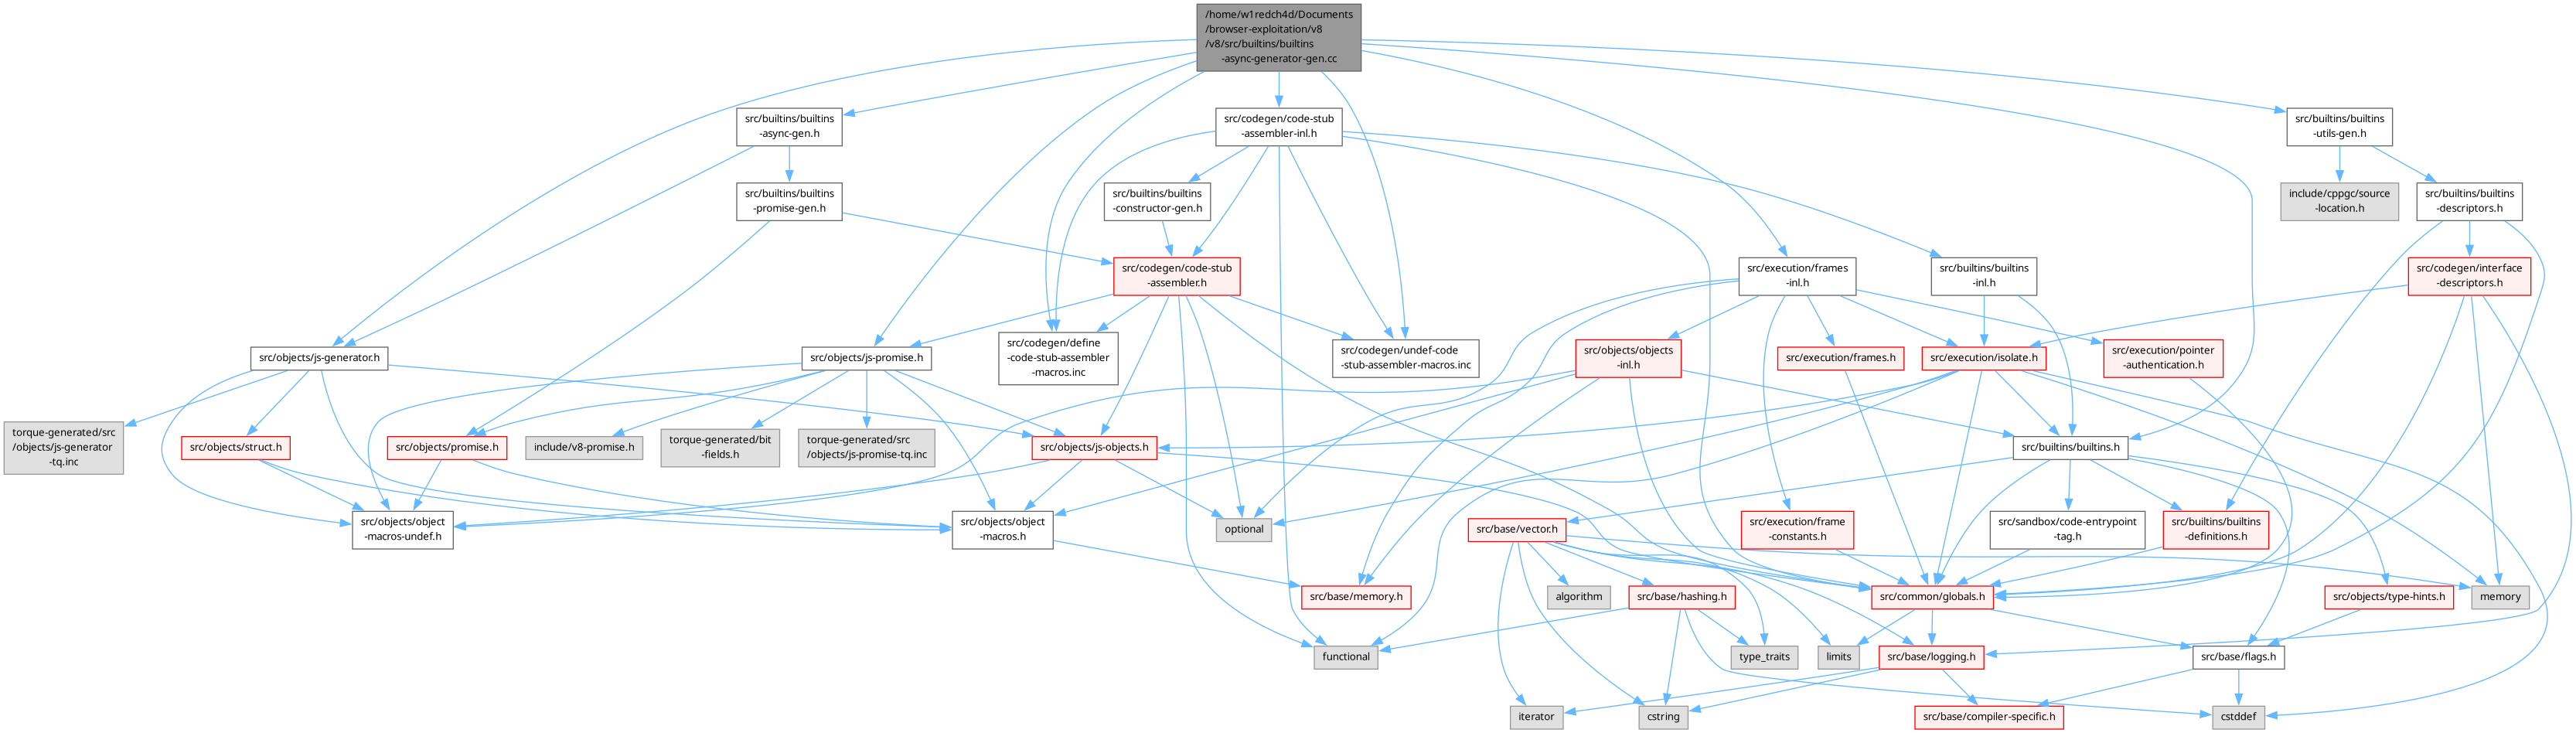 /home/w1redch4d/Documents
/browser-exploitation/v8
/v8/src/builtins/builtins
-async-generator-gen.cc
src/builtins/builtins
-async-gen.h
src/codegen/code-stub
-assembler-inl.h
src/builtins/builtins
-utils-gen.h
src/builtins/builtins
-promise-gen.h
src/builtins/builtins
-constructor-gen.h
include/cppgc/source
-location.h
src/builtins/builtins
-descriptors.h
src/codegen/code-stub
-assembler.h
src/execution/frames
-inl.h
src/builtins/builtins
-inl.h
src/codegen/interface
-descriptors.h
src/objects/js-generator.h
src/objects/js-promise.h
src/codegen/define
-code-stub-assembler
-macros.inc
src/codegen/undef-code
-stub-assembler-macros.inc
src/objects/objects
-inl.h
src/execution/frames.h
src/execution/isolate.h
src/execution/pointer
-authentication.h
torque-generated/src
/objects/js-generator
-tq.inc
src/objects/struct.h
src/objects/promise.h
include/v8-promise.h
torque-generated/bit
-fields.h
torque-generated/src
/objects/js-promise-tq.inc
src/objects/js-objects.h
src/builtins/builtins.h
src/objects/object
-macros-undef.h
optional
src/objects/object
-macros.h
src/base/vector.h
src/execution/frame
-constants.h
src/sandbox/code-entrypoint
-tag.h
src/builtins/builtins
-definitions.h
src/base/memory.h
algorithm
src/base/hashing.h
src/common/globals.h
src/objects/type-hints.h
memory
functional
type_traits
limits
src/base/logging.h
src/base/flags.h
iterator
cstring
src/base/compiler-specific.h
cstddef